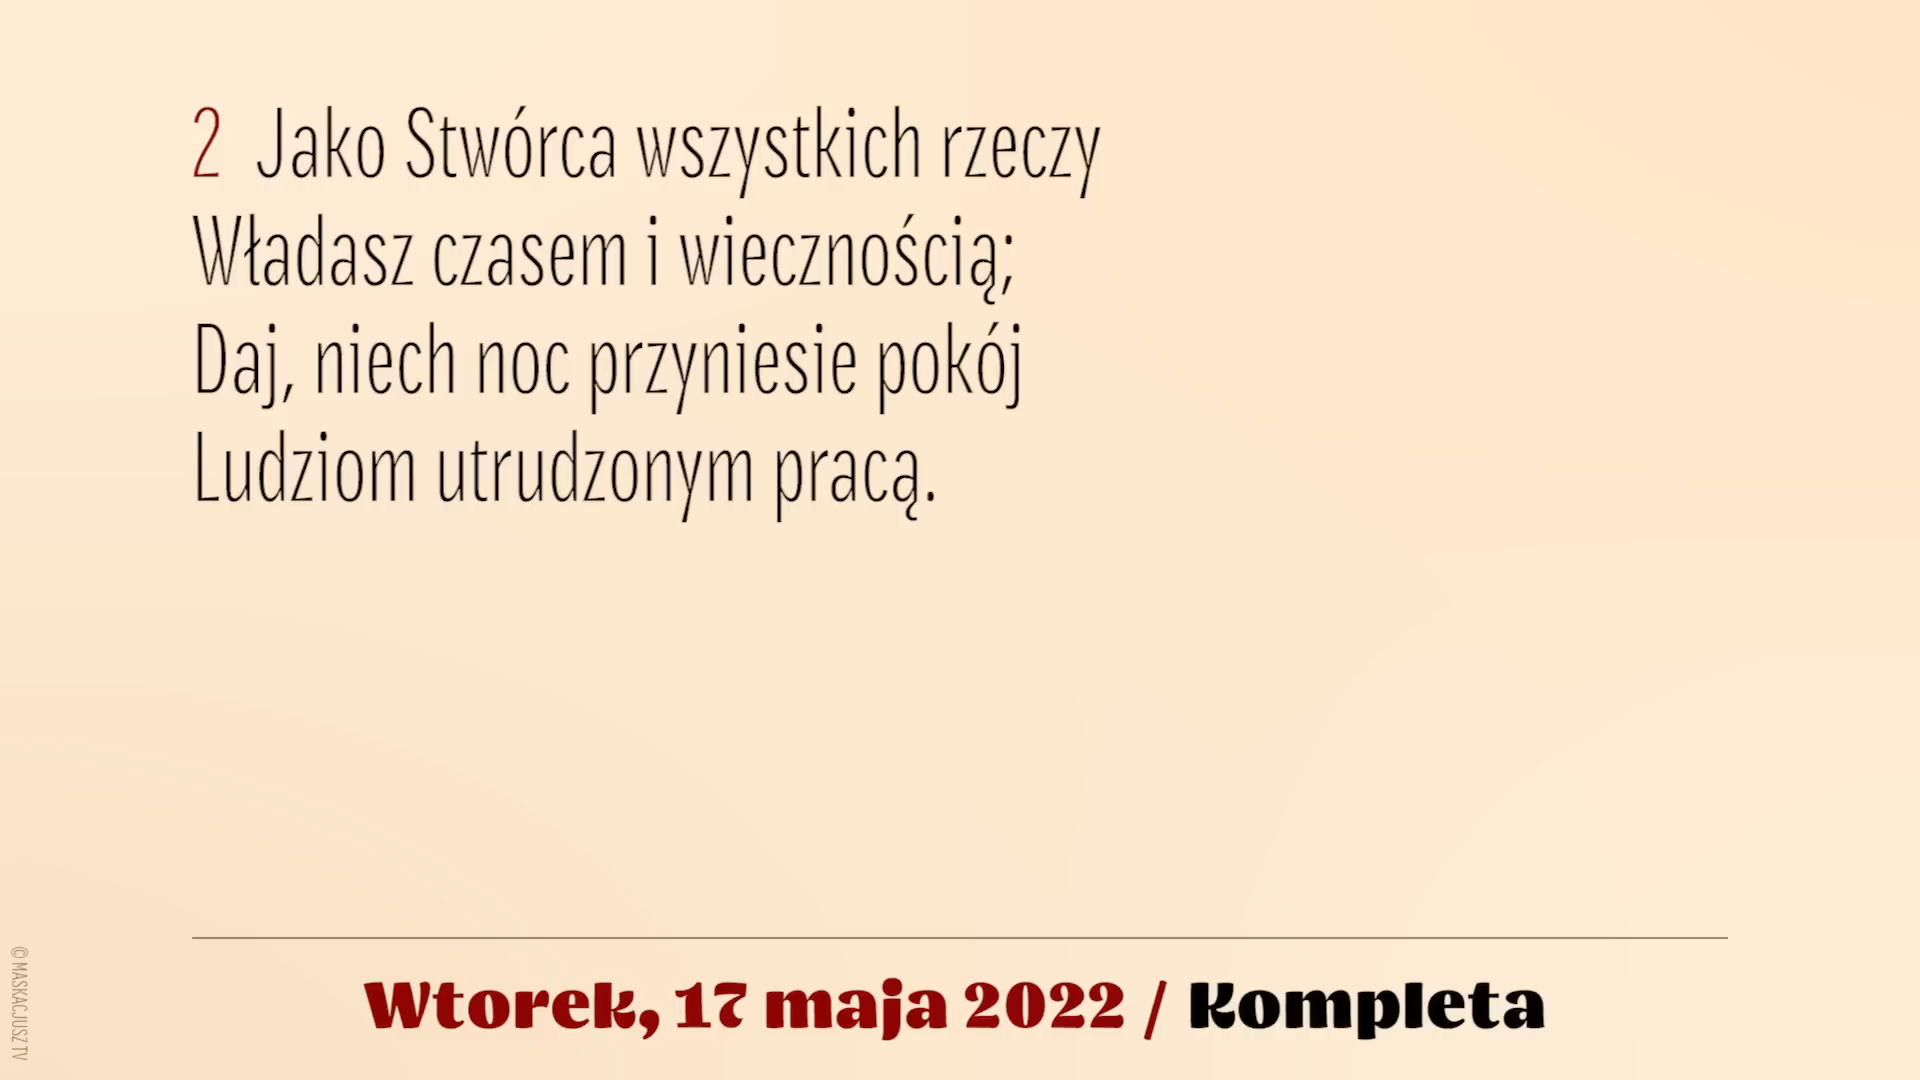 2 Jako Stwórca wszystkich rzeczy
Władasz czasem i wiecznością;
Daj, niech noc przyniesie pokój
Ludziom utrudzonym pracą.
Wtorek, 17 maja 2022 / Kompleta
© MASKACJUSZ TV